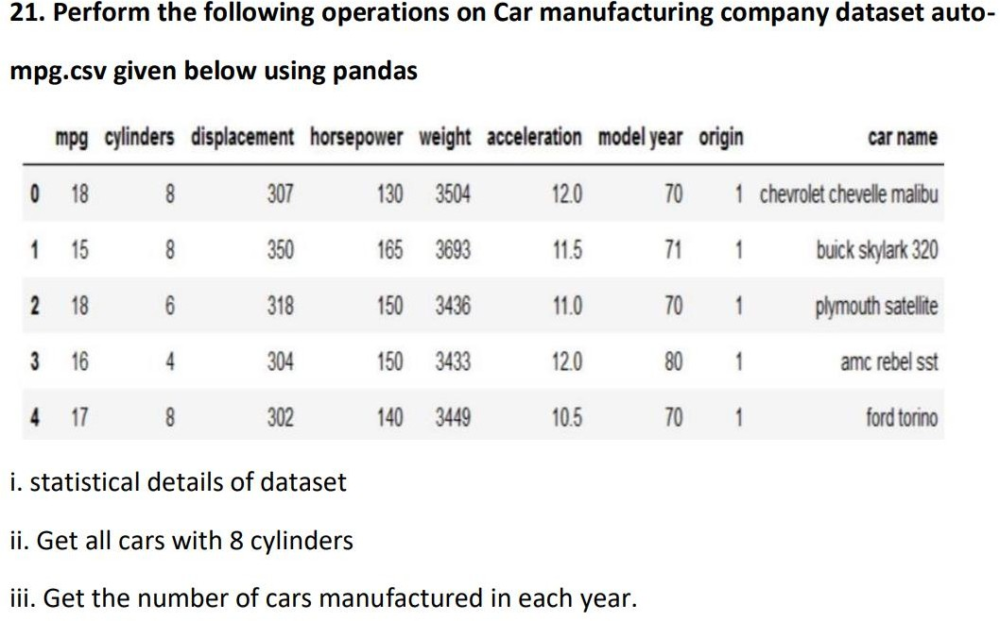 21. Perform the following operations on Car manufacturing company dataset auto-
mpg.csv given below using pandas
mpg cylinders displacement horsepower weight acceleration model year origin car name
0 18 8 307 130 3504 12.0 70 1 chevrolet chevelle malibu
1 15 8 350 165 3693 11.5 71 1 buick skylark 320
2 18 6 318 150 3436 11.0 70 1 plymouth satellite
3 16 4 304 150 3433 12.0 80 1 amc rebel sst
4 17 8 302 140 3449 10.5 70 1 ford torino
i. statistical details of dataset
ii. Get all cars with 8 cylinders
iii. Get the number of cars manufactured in each year.